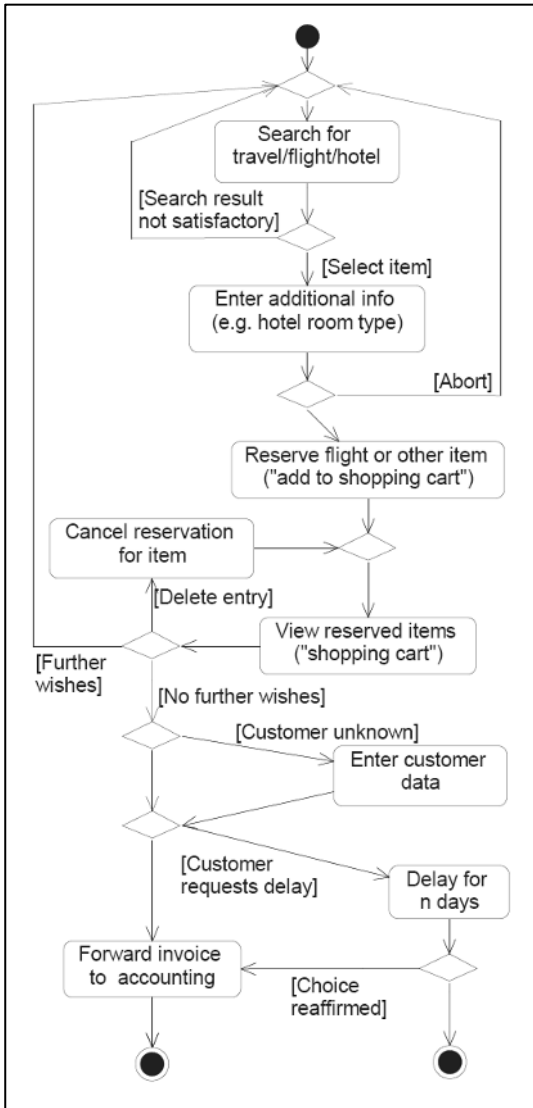 Search for
travel/flight/hotel
[Search result
not satisfactory]
[Select item]
Enter additional info
(e.g. hotel room type)
[Abort]
Reserve flight or other item
("add to shopping cart")
Cancel reservation
for item
[Delete entry]
View reserved items
("shopping cart")
[Further
wishes]
[No further wishes]
[Customer unknown]
Enter customer
data
[Customer
requests delay]
Delay for
n days
Forward invoice
to accounting
[Choice
reaffirmed]